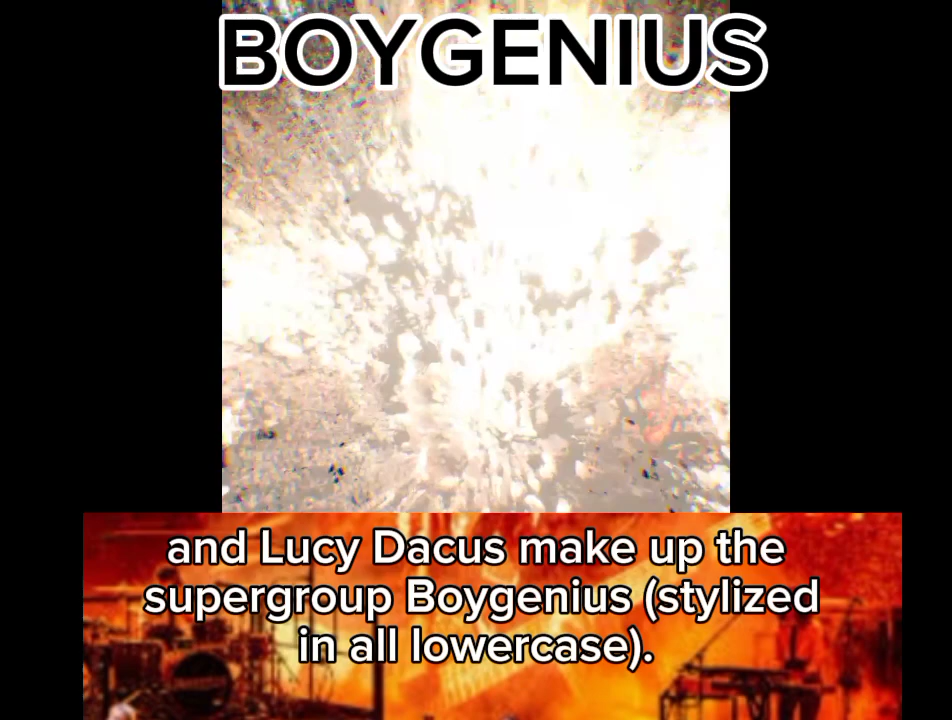 BOYGENIUS
and Lucy Dacus make up the
supergroup Boygenius (stylized
in all lowercase).